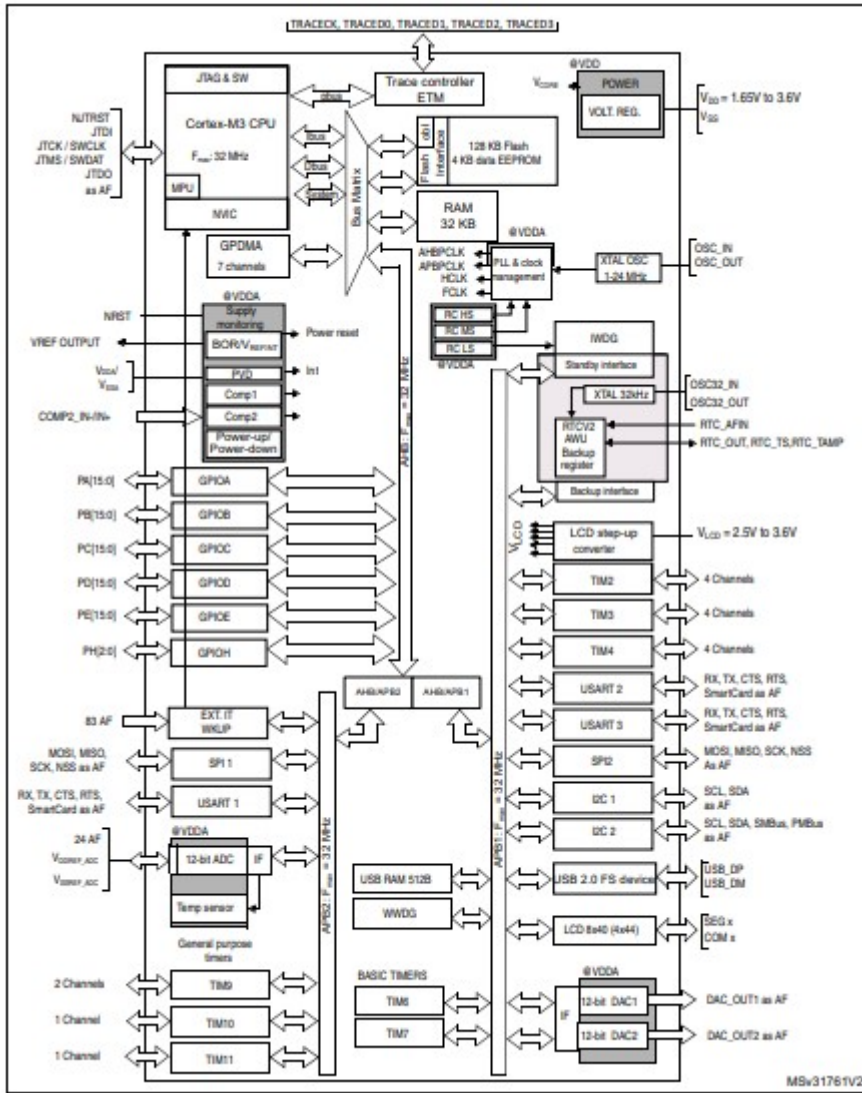 TRACECK, TRACED0, TRACED1, TRACED2, TRACED3
JTAG & SW
Cortex-M3 CPU
Fmax: 32 MHz
MPU
NVIC
NJTRST
JTDI
JTCK / SWCLK
JTMS / SWDAT
JTDO
as AF
pbus
Ibus
Dbus
System
Trace controller
ETM
Bus Matrix
Flash obl
Interface
128 KB Flash
4 KB data EEPROM
RAM
32 KB
@VDD
VCORE
POWER
VOLT. REG.
VDD = 1.65V to 3.6V
VSS
GPDMA
7 channels
@VDDA
AHBPCLK
APBPCLK
HCLK
FCLK
PLL & clock
management
XTAL OSC
1-24 MHz
OSC_IN
OSC_OUT
RC HS
RC MS
RC LS
@VDDA
IWDG
Standby interface
XTAL 32kHz
OSC32_IN
OSC32_OUT
RTCV2
AWU
Backup
register
RTC_AFIN
RTC_OUT, RTC_TS,RTC_TAMP
Backup interface
@VDDA
Supply
monitoring
NRST
VREF OUTPUT
BOR/VREFINT
Power reset
VDDA/
VSSA
PVD
Int
Comp1
COMP2_IN-/IN+
Comp2
Power-up/
Power-down
AHB: Fmax = 32 MHz
PA[15:0]
GPIOA
PB[15:0]
GPIOB
PC[15:0]
GPIOC
PD[15:0]
GPIOD
PE[15:0]
GPIOE
PH[2:0]
GPIOH
VLCD
LCD step-up
converter
VLCD = 2.5V to 3.6V
TIM2
4 Channels
TIM3
4 Channels
TIM4
4 Channels
AHB/APB2
AHB/APB1
USART 2
RX, TX, CTS, RTS,
SmartCard as AF
USART 3
RX, TX, CTS, RTS,
SmartCard as AF
SPI2
MOSI, MISO, SCK, NSS
As AF
I2C 1
SCL, SDA
as AF
I2C 2
SCL, SDA, SMBus, PMBus
as AF
83 AF
EXT. IT
WKUP
MOSI, MISO,
SCK, NSS as AF
SPI 1
RX, TX, CTS, RTS,
SmartCard as AF
USART 1
@VDDA
24 AF
12-bit ADC
IF
Temp sensor
APB2: Fmax = 32 MHz
APB1: Fmax = 32 MHz
USB RAM 512B
WWDG
USB 2.0 FS device
USB_DP
USB_DM
LCD 8x40 (4x44)
SEG x
COM x
General purpose
timers
2 Channels
TIM9
1 Channel
TIM10
1 Channel
TIM11
BASIC TIMERS
TIM6
TIM7
@VDDA
IF
12-bit DAC1
DAC_OUT1 as AF
12-bit DAC2
DAC_OUT2 as AF
MSv31761V2